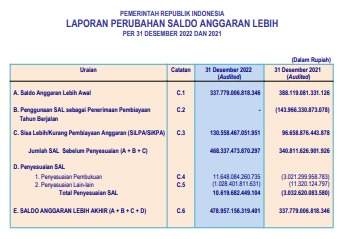 PEMERINTAH REPUBLIK INDONESIA
LAPORAN PERUBAHAN SALDO ANGGARAN LEBIH
PER 31 DESEMBER 2022 DAN 2021
(Dalam Rupiah)
Uraian Catatan 31 Desember 2022 (Audited) 31 Desember 2021 (Audited)
A. Saldo Anggaran Lebih Awal C.1 337.779.006.818.346 388.119.081.331.126
B. Penggunaan SAL sebagai Penerimaan Pembiayaan Tahun Berjalan C.2 - (143.966.330.873.078)
C. Sisa Lebih/Kurang Pembiayaan Anggaran (SiLPA/SiKPA) C.3 130.558.467.051.951 96.658.876.443.878
Jumlah SAL Sebelum Penyesuaian (A + B + C) 468.337.473.870.297 340.811.626.901.926
D. Penyesuaian SAL
1. Penyesuaian Pembukuan C.4 11.648.084.260.735 (3.021.299.958.783)
2. Penyesuaian Lain-lain C.5 (1.028.401.811.631) (11.320.124.797)
Total Penyesuaian SAL 10.619.682.449.104 (3.032.620.083.580)
E. SALDO ANGGARAN LEBIH AKHIR (A + B + C + D) C.6 478.957.156.319.401 337.779.006.818.346